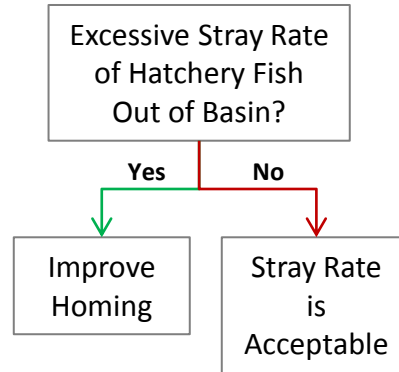 Excessive Stray Rate
of Hatchery Fish
Out of Basin?
Yes
No
Improve
Homing
Stray Rate
is
Acceptable